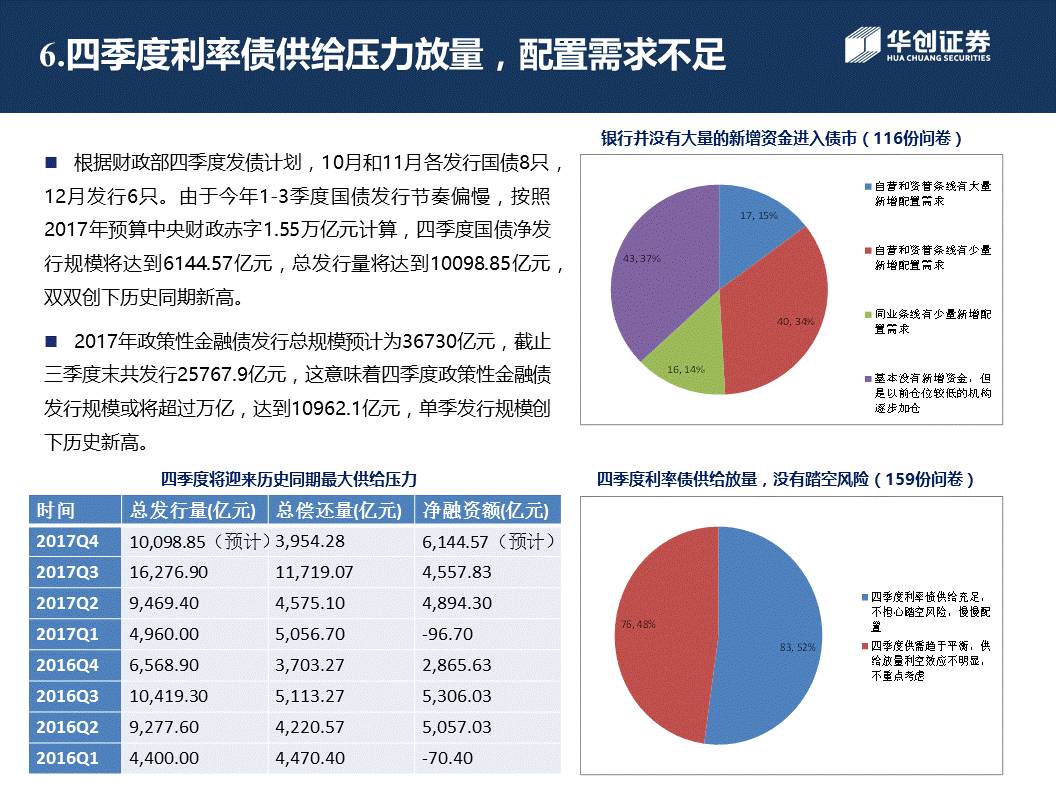 6.四季度利率债供给压力放量，配置需求不足
华创证券
HUA CHUANG SECURITIES
■ 根据财政部四季度发债计划，10月和11月各发行国债8只，
12月发行6只。由于今年1-3季度国债发行节奏偏慢，按照
2017年预算中央财政赤字1.55万亿元计算，四季度国债净发
行规模将达到6144.57亿元，总发行量将达到10098.85亿元，
双双创下历史同期新高。
■ 2017年政策性金融债发行总规模预计为36730亿元，截止
三季度末共发行25767.9亿元，这意味着四季度政策性金融债
发行规模或将超过万亿，达到10962.1亿元，单季发行规模创
下历史新高。
四季度将迎来历史同期最大供给压力
时间 总发行量(亿元) 总偿还量(亿元) 净融资额(亿元)
2017Q4 10,098.85（预计） 3,954.28 6,144.57（预计）
2017Q3 16,276.90 11,719.07 4,557.83
2017Q2 9,469.40 4,575.10 4,894.30
2017Q1 4,960.00 5,056.70 -96.70
2016Q4 6,568.90 3,703.27 2,865.63
2016Q3 10,419.30 5,113.27 5,306.03
2016Q2 9,277.60 4,220.57 5,057.03
2016Q1 4,400.00 4,470.40 -70.40
银行并没有大量的新增资金进入债市（116份问卷）
17, 15%
40, 34%
16, 14%
43, 37%
自营和资管条线有大量
新增配置需求
自营和资管条线有少量
新增配置需求
同业条线有少量新增配
置需求
基本没有新增资金，但
是以前仓位较低的机构
逐步加仓
四季度利率债供给放量，没有踏空风险（159份问卷）
76, 48%
83, 52%
四季度利率债供给充足，
不担心踏空风险，慢慢配
置
四季度供需趋于平衡，供
给放量利空效应不明显，
不重点考虑